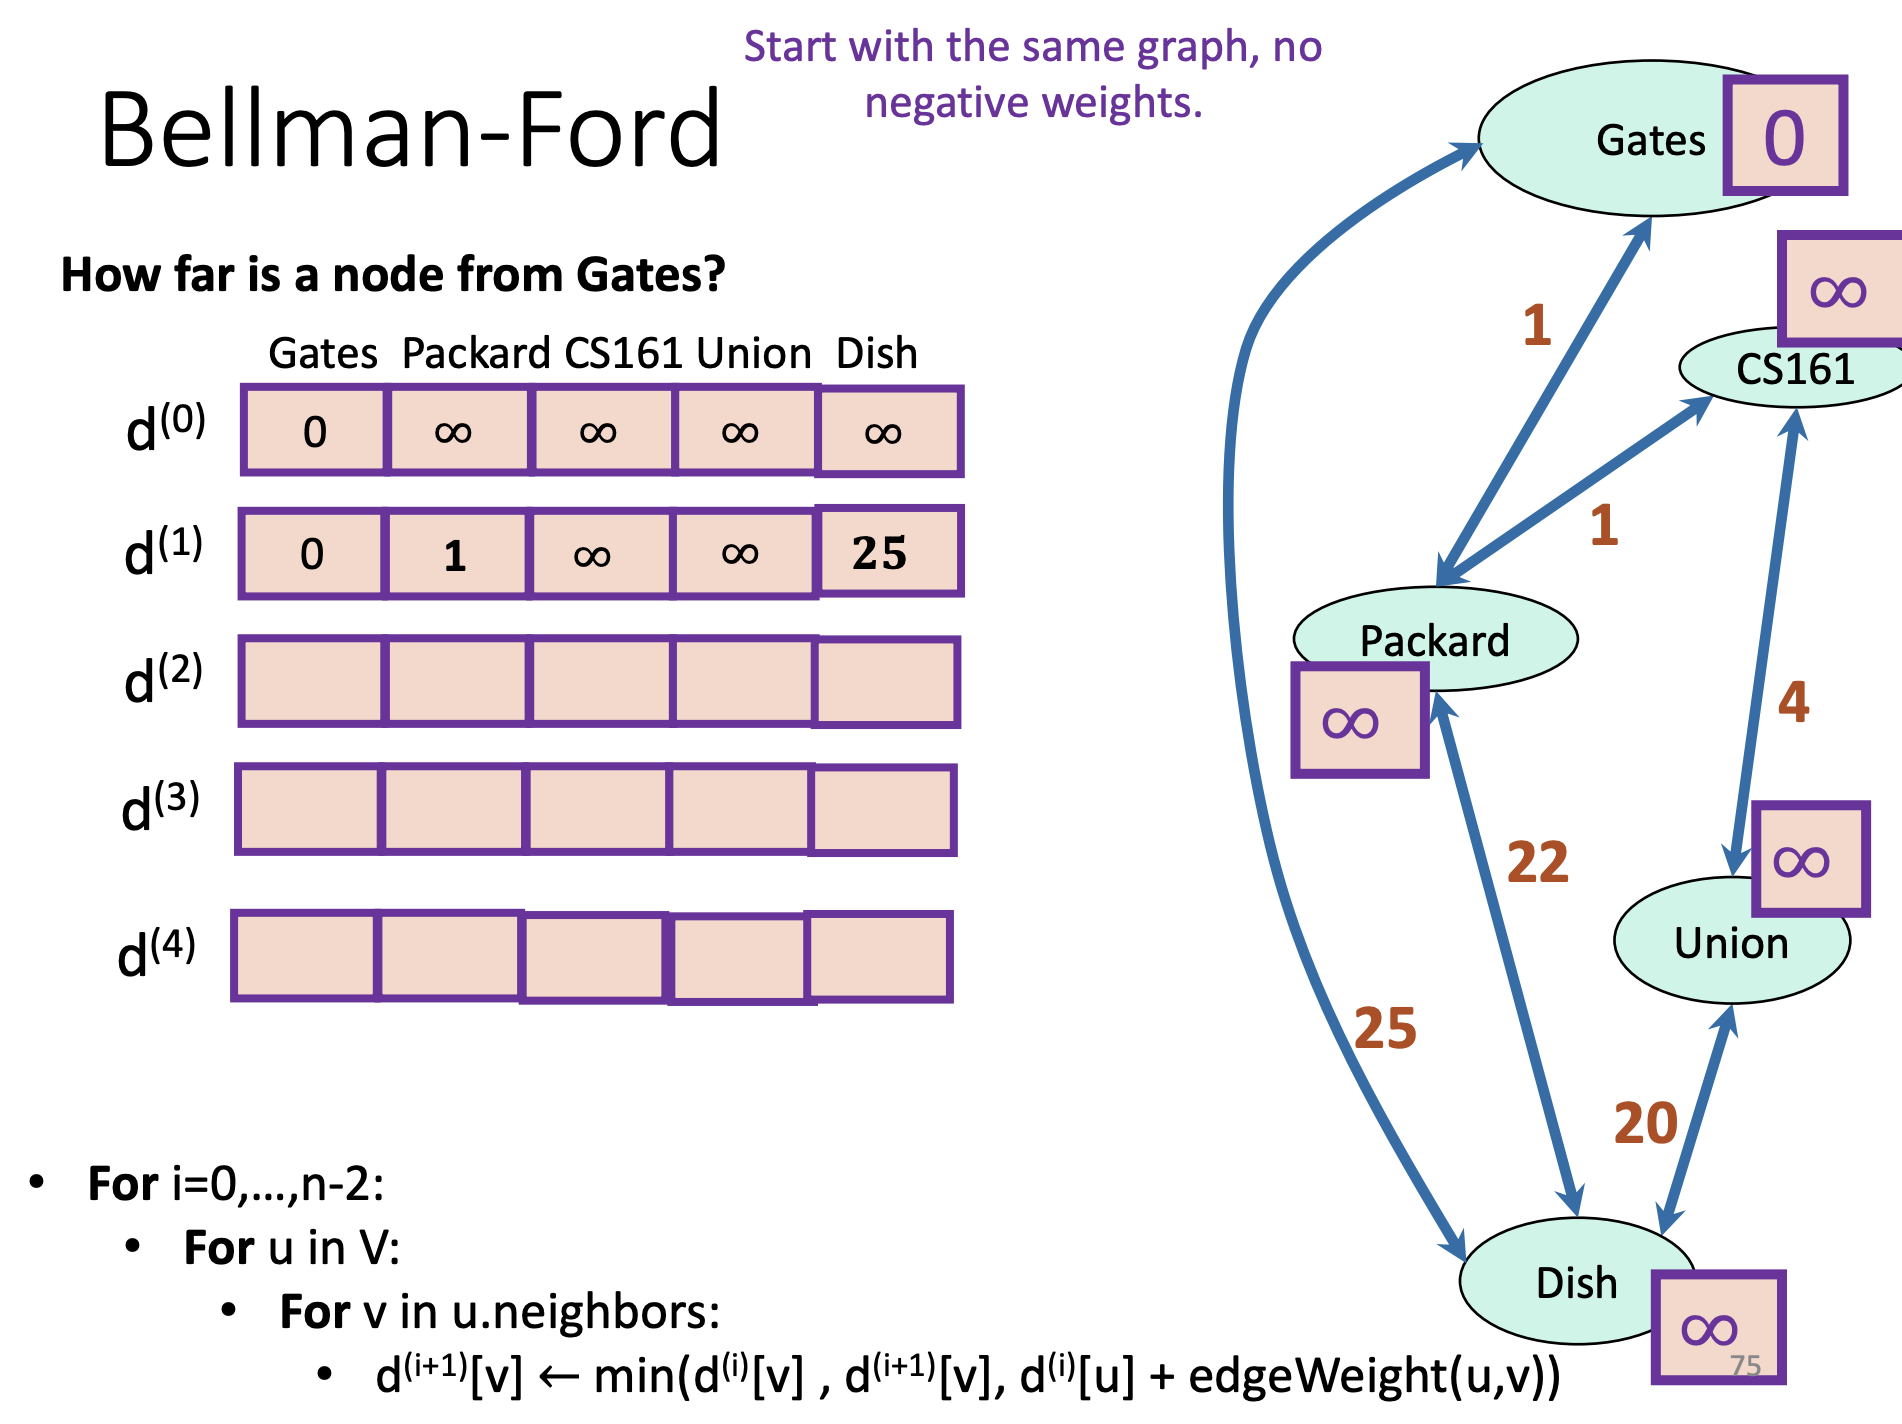 Start with the same graph, no
negative weights.
Bellman-Ford
How far is a node from Gates?
Gates Packard CS161 Union Dish
d⁽⁰⁾ 0 ∞ ∞ ∞ ∞
d⁽¹⁾ 0 1 ∞ ∞ 25
d⁽²⁾
d⁽³⁾
d⁽⁴⁾
• For i=0,...,n-2:
• For u in V:
• For v in u.neighbors:
• d⁽ⁱ⁺¹⁾[v] ← min(d⁽ⁱ⁾[v] , d⁽ⁱ⁺¹⁾[v], d⁽ⁱ⁾[u] + edgeWeight(u,v))
Gates 0
∞
CS161
1
1
Packard
∞
4
22
∞
Union
25
20
Dish
∞
75